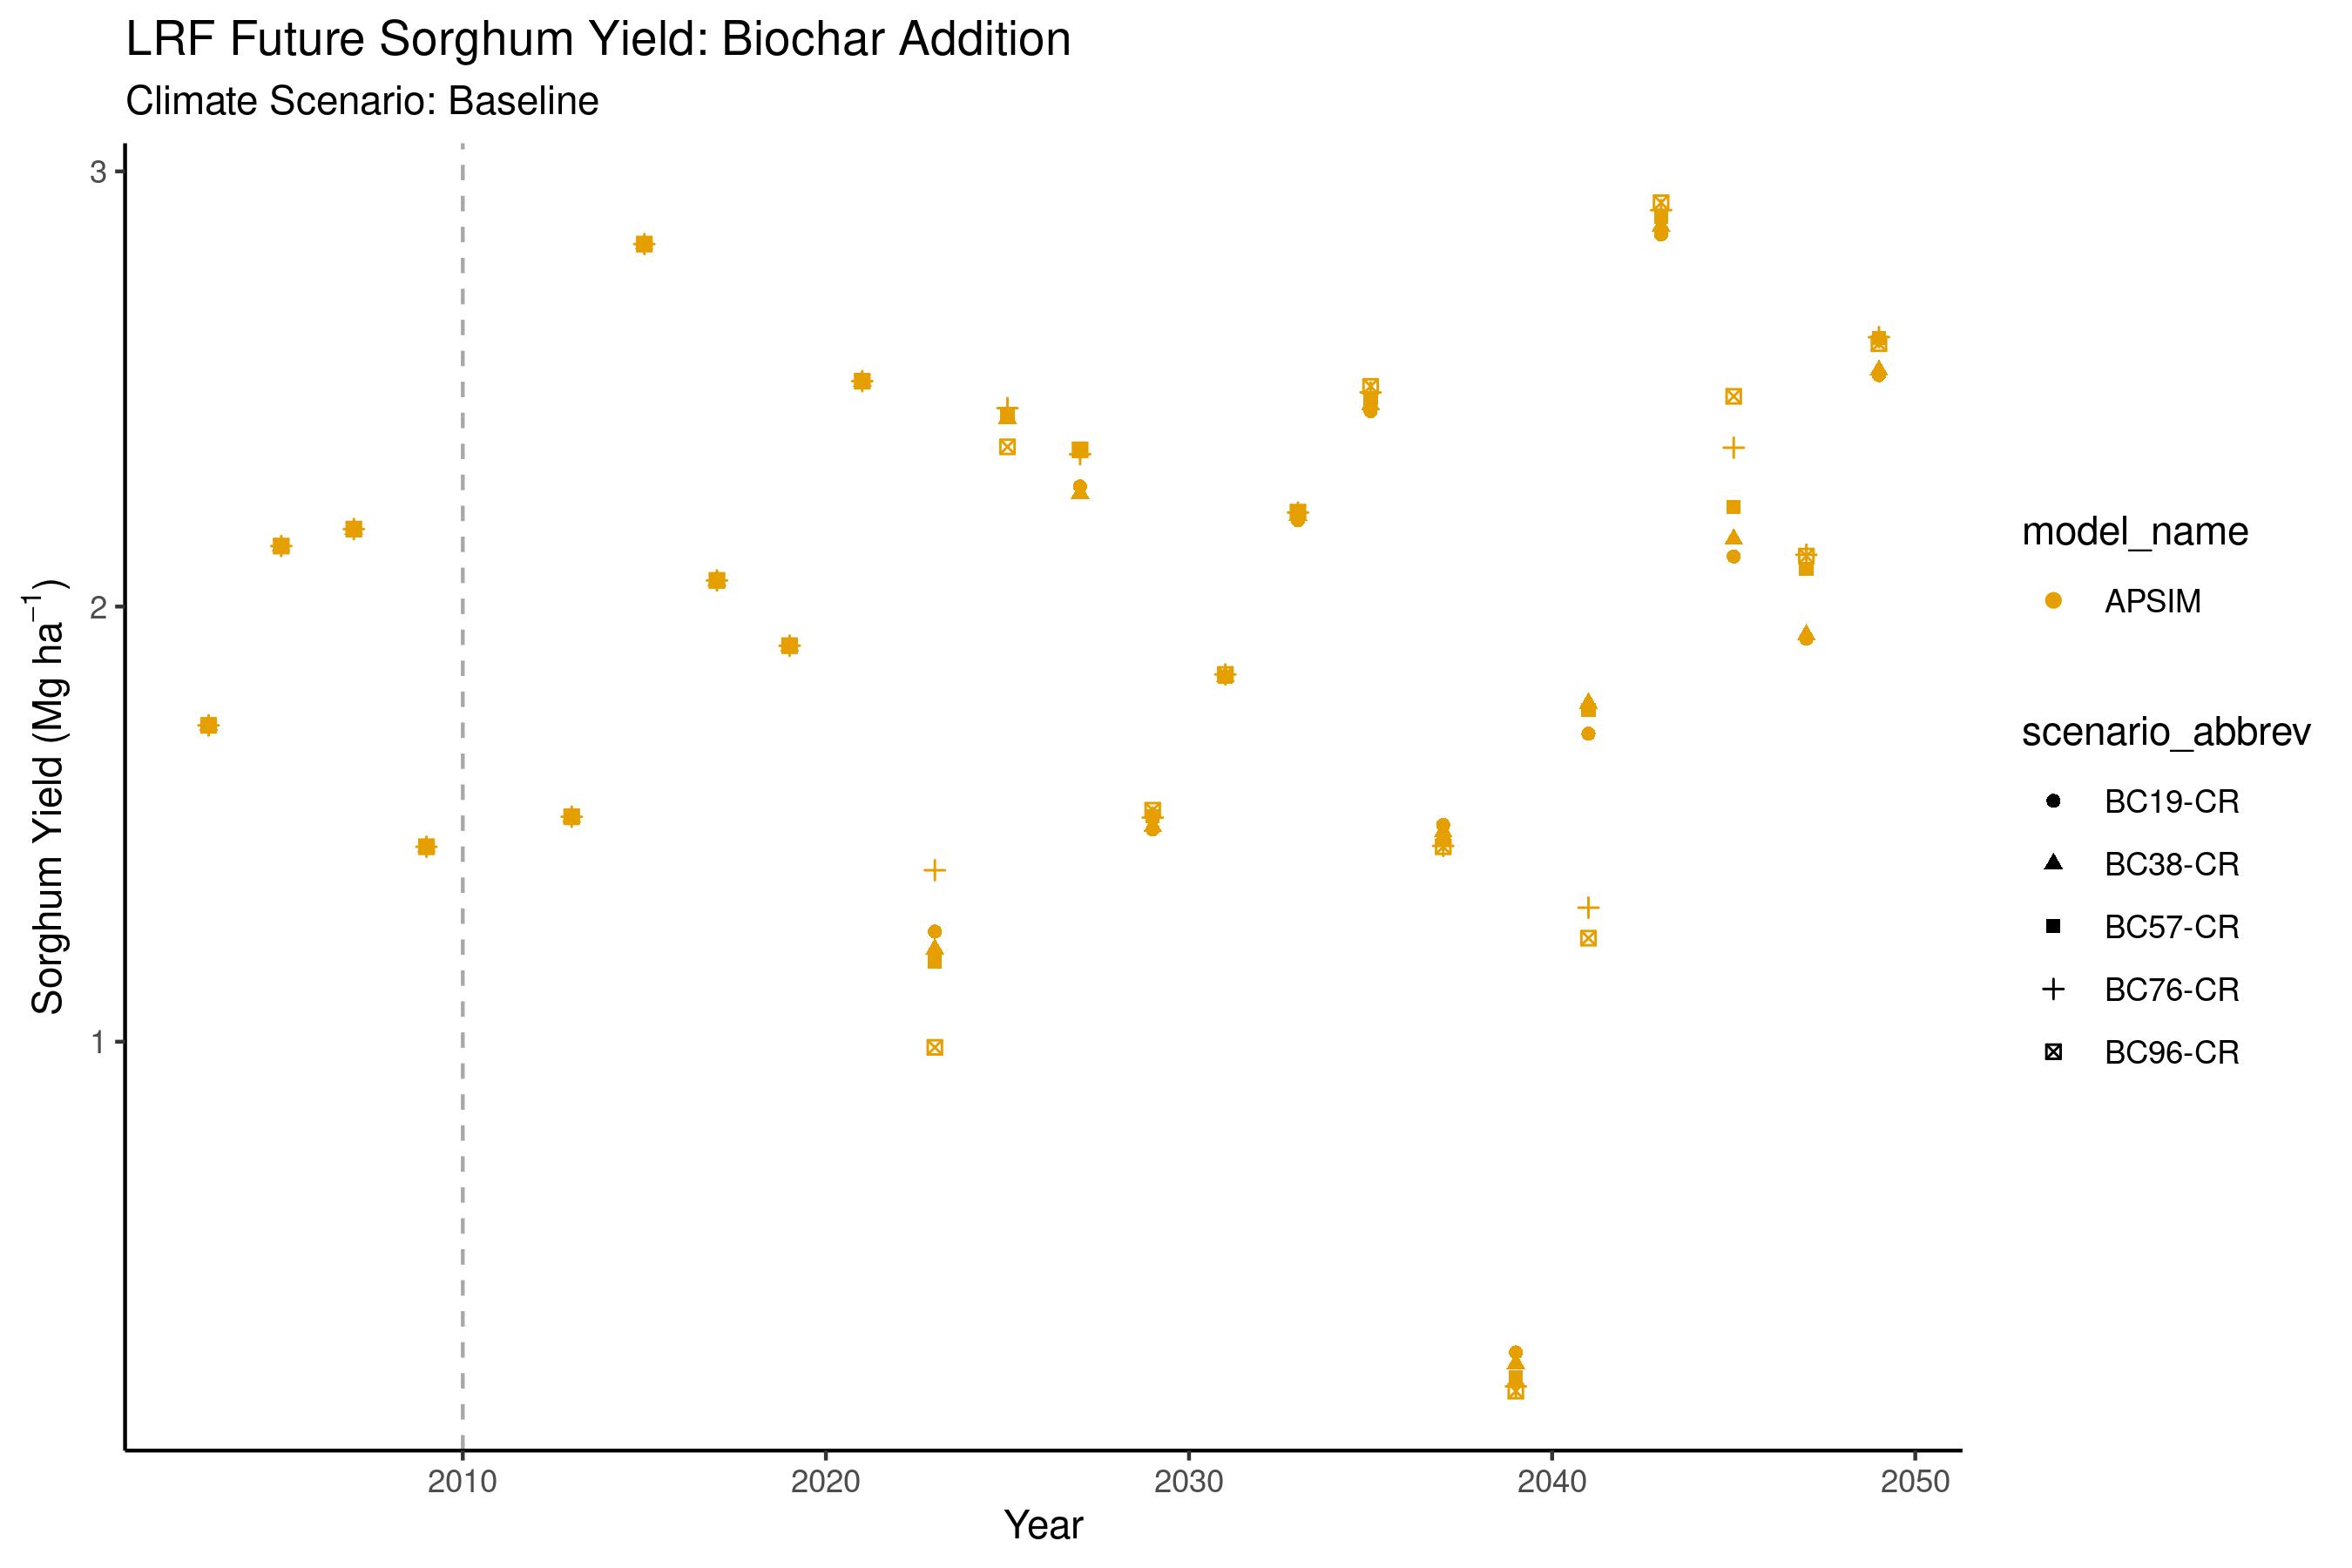 LRF Future Sorghum Yield: Biochar Addition
Climate Scenario: Baseline
Sorghum Yield (Mg ha⁻¹)
3
2
1
2010
2020
2030
2040
2050
Year
model_name
APSIM
scenario_abbrev
BC19-CR
BC38-CR
BC57-CR
BC76-CR
BC96-CR